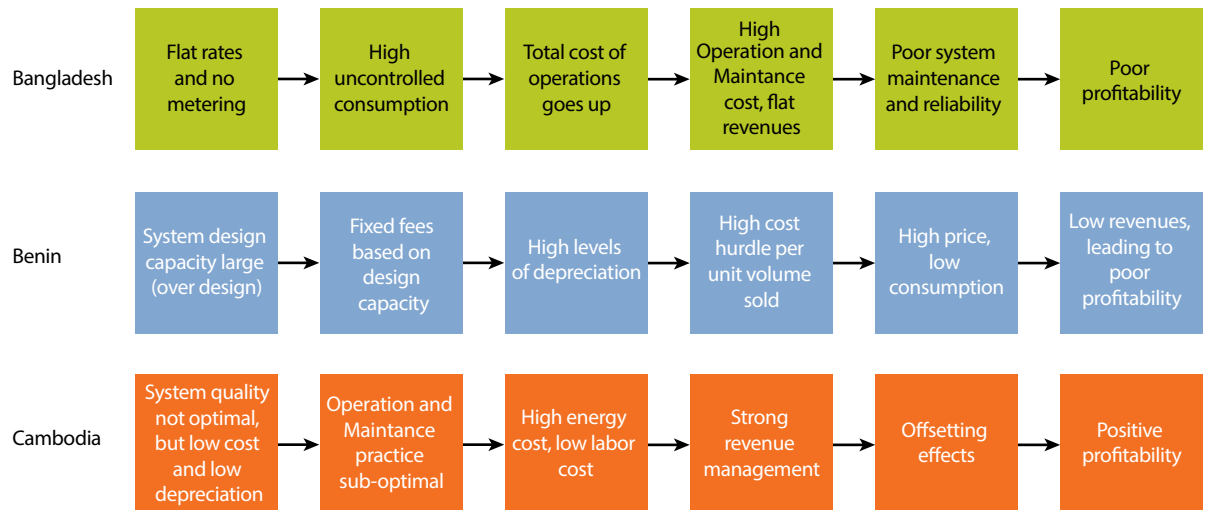 Bangladesh
Flat rates
and no
metering
High
uncontrolled
consumption
Total cost of
operations
goes up
High
Operation and
Maintance
cost, flat
revenues
Poor system
maintenance
and reliability
Poor
profitability
Benin
System design
capacity large
(over design)
Fixed fees
based on
design
capacity
High levels
of depreciation
High cost
hurdle per
unit volume
sold
High price,
low
consumption
Low revenues,
leading to
poor
profitability
Cambodia
System quality
not optimal,
but low cost
and low
depreciation
Operation and
Maintance
practice
sub-optimal
High energy
cost, low labor
cost
Strong
revenue
management
Offsetting
effects
Positive
profitability